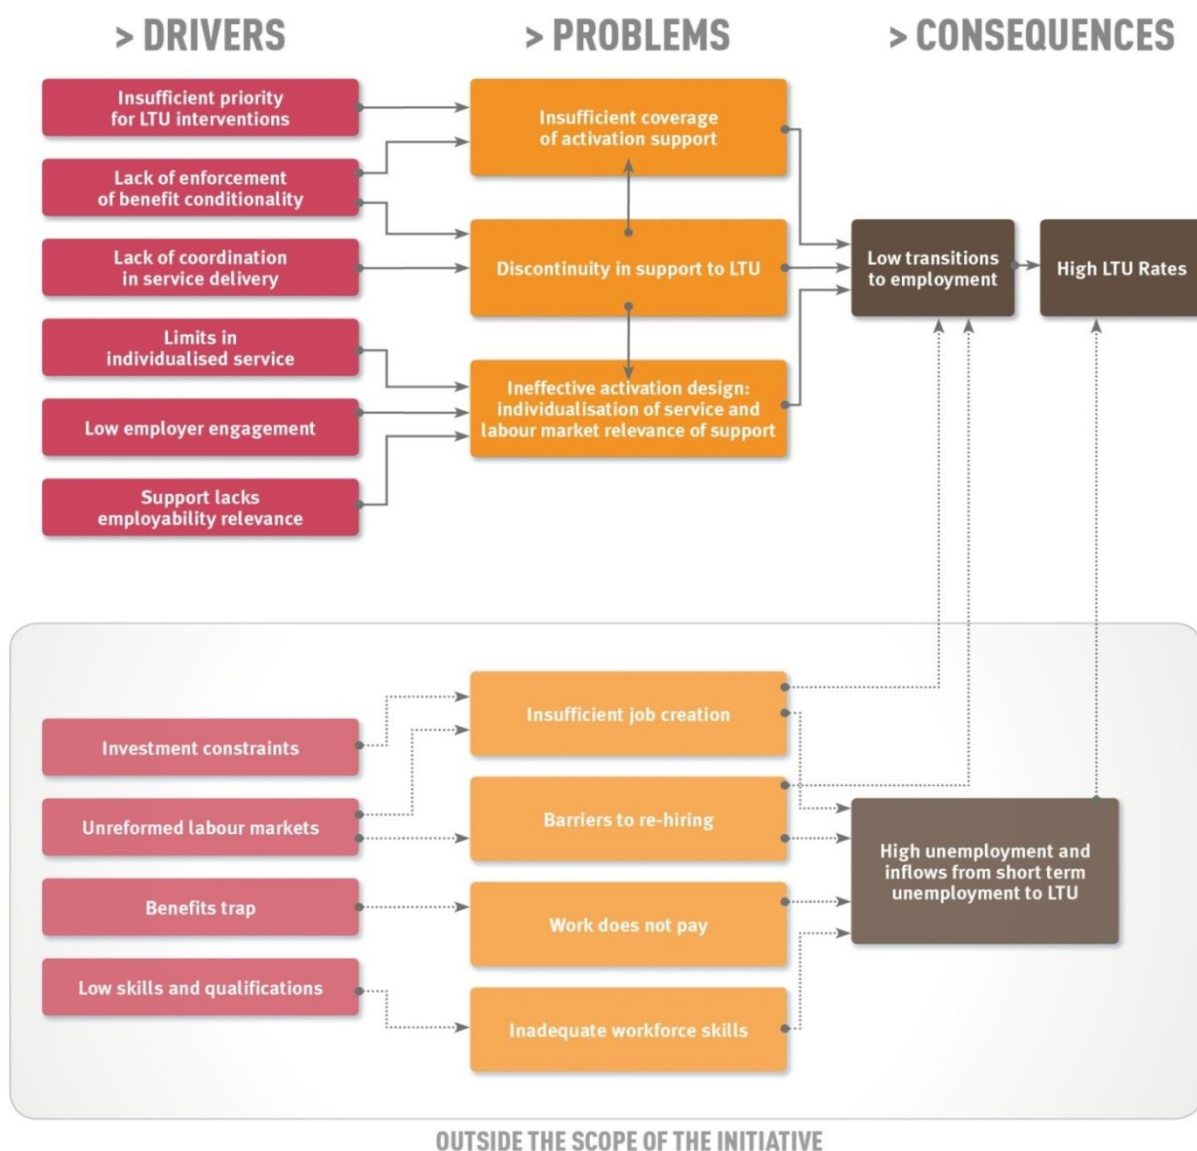 > DRIVERS
> PROBLEMS
> CONSEQUENCES
Insufficient priority
for LTU interventions
Lack of enforcement
of benefit conditionality
Lack of coordination
in service delivery
Limits in
individualised service
Low employer engagement
Support lacks
employability relevance
Insufficient coverage
of activation support
Discontinuity in support to LTU
Ineffective activation design:
individualisation of service and
labour market relevance of support
Low transitions
to employment
High LTU Rates
Investment constraints
Unreformed labour markets
Benefits trap
Low skills and qualifications
Insufficient job creation
Barriers to re-hiring
Work does not pay
Inadequate workforce skills
High unemployment and
inflows from short term
unemployment to LTU
OUTSIDE THE SCOPE OF THE INITIATIVE